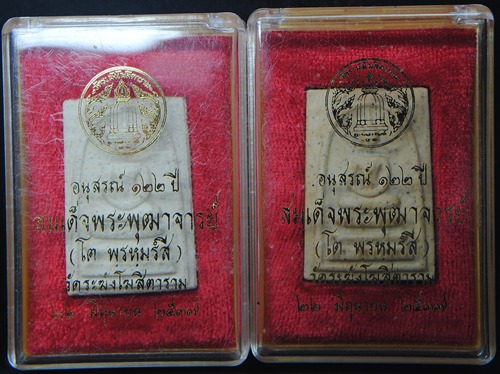 อนุสรณ์ ๑๒๒ ปี
สมเด็จพระพุฒาจารย์
(โต พรหมรังสี)
วัดระฆังโฆสิตาราม
๒๒ มิถุนายน ๒๕๓๗
อนุสรณ์ ๑๒๒ ปี
สมเด็จพระพุฒาจารย์
(โต พรหมรังสี)
วัดระฆังโฆสิตาราม
๒๒ มิถุนายน ๒๕๓๗